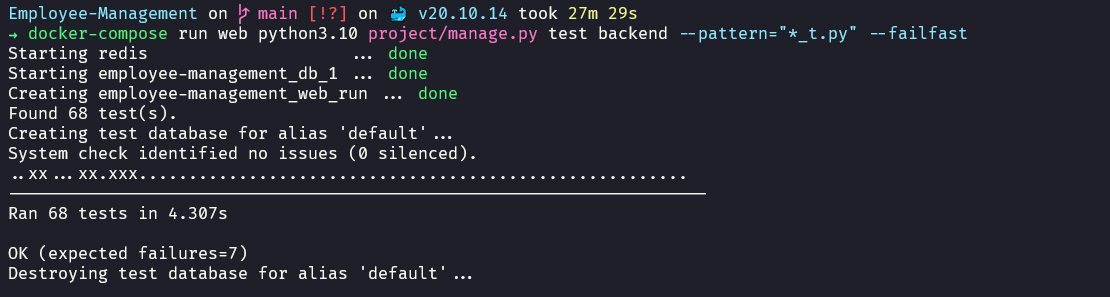 Employee-Management on main [!?] on 🐳 v20.10.14 took 27m 29s
→ docker-compose run web python3.10 project/manage.py test backend --pattern="*_t.py" --failfast
Starting redis ... done
Starting employee-management_db_1 ... done
Creating employee-management_web_run ... done
Found 68 test(s).
Creating test database for alias 'default'...
System check identified no issues (0 silenced).
..xx...xx.xxx.......................................................
----------------------------------------------------------------------
Ran 68 tests in 4.307s
OK (expected failures=7)
Destroying test database for alias 'default'...